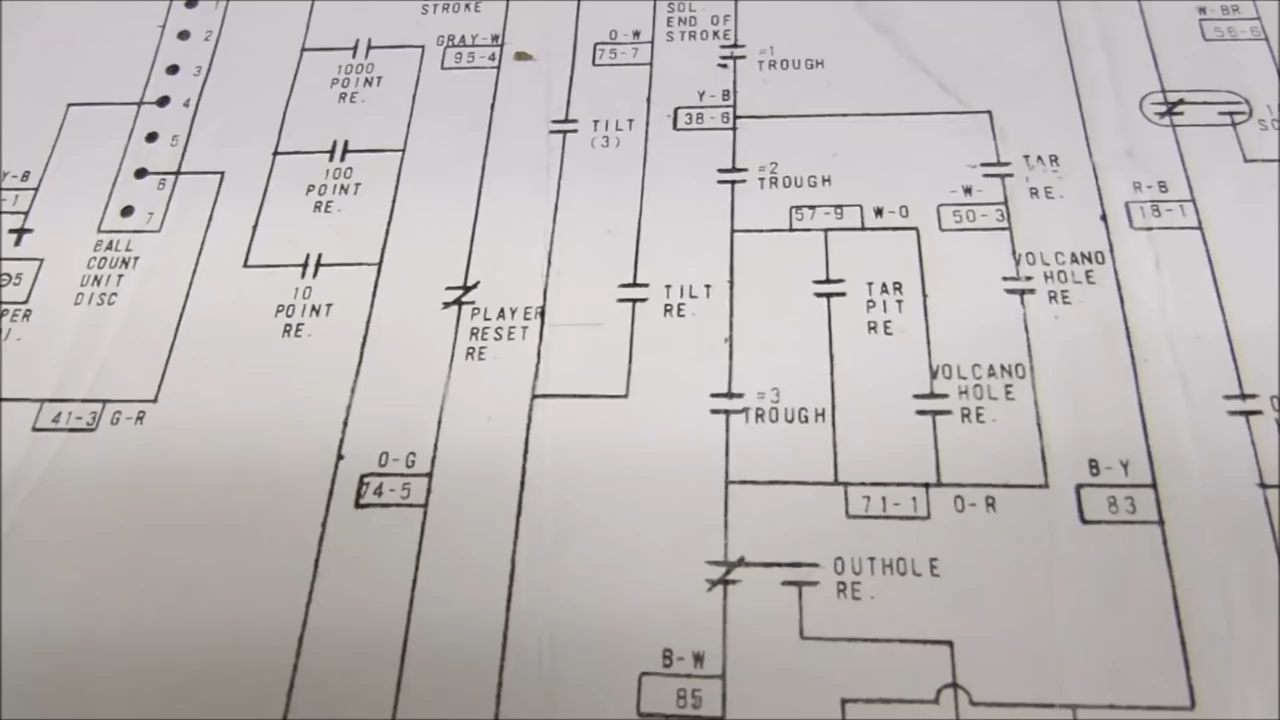 STROKE
1
2
3
4
5
6
7
BALL
COUNT
UNIT
DISC
Y-B
-1
41-3 G-R
1000
POINT
RE.
100
POINT
RE.
10
POINT
RE.
GRAY-W
95-4
PLAYER
RESET
RE.
O-G
74-5
O-W
75-7
TILT
(3)
TILT
RE.
SOL.
END OF
STROKE
=1
TROUGH
Y-B
38-6
=2
TROUGH
57-9 W-O
TAR
PIT
RE.
=3
TROUGH
VOLCANO
HOLE
RE.
TAR
RE.
-W-
50-3
VOLCANO
HOLE
RE.
71-1 O-R
OUTHOLE
RE.
B-W
85
B-Y
83
R-B
18-1
W-BR
56-6